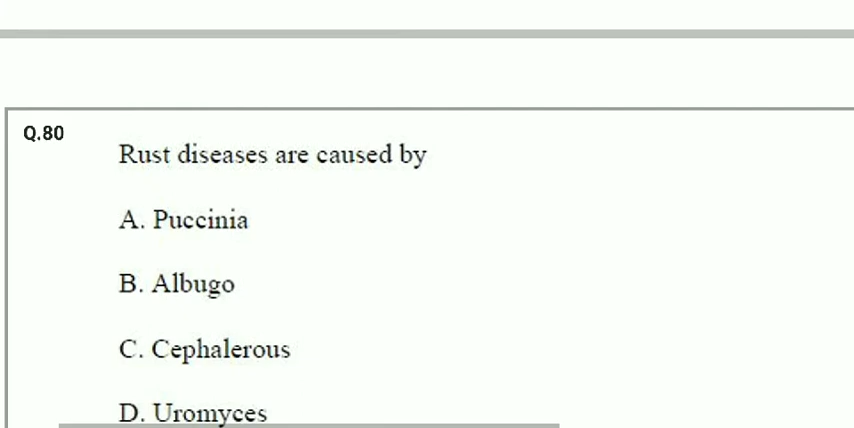 Q.80
Rust diseases are caused by
A. Puccinia
B. Albugo
C. Cephalerous
D. Uromyces